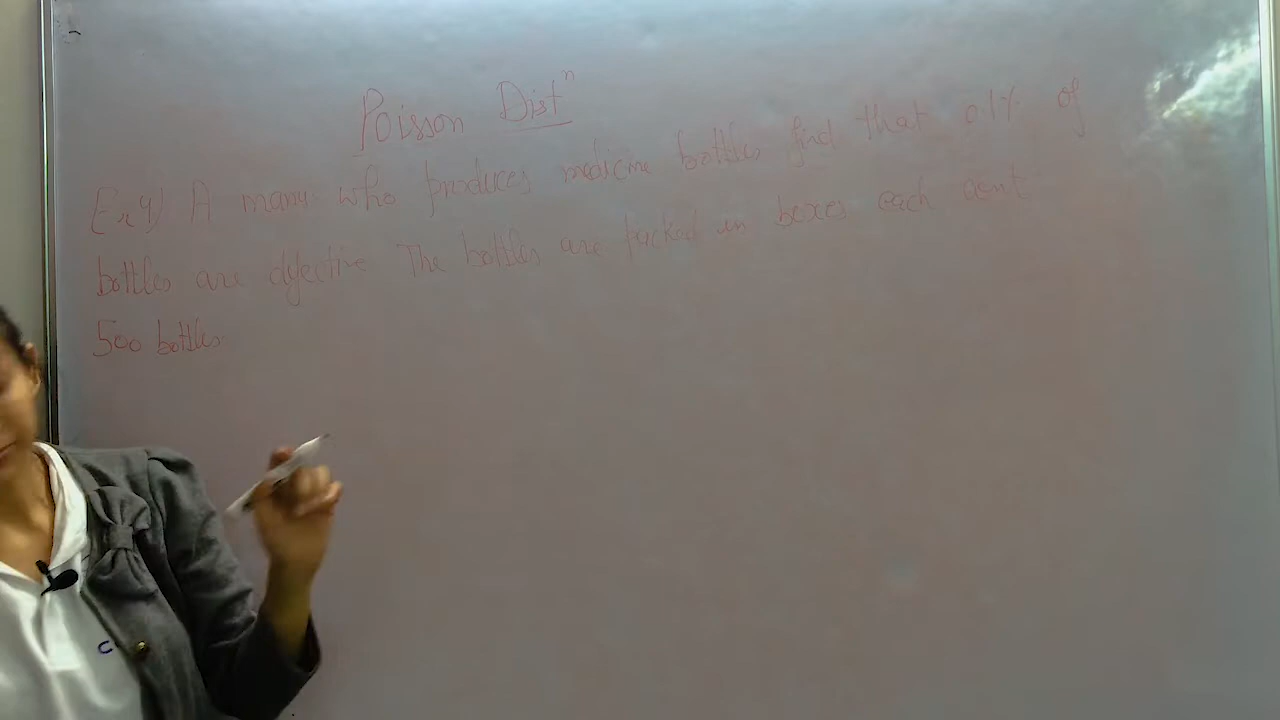 Poisson Distⁿ
Ex 4) A manu. who produces medicine bottles find that 0.1% of
bottles are defective The bottles are packed in boxes each cont
500 bottles